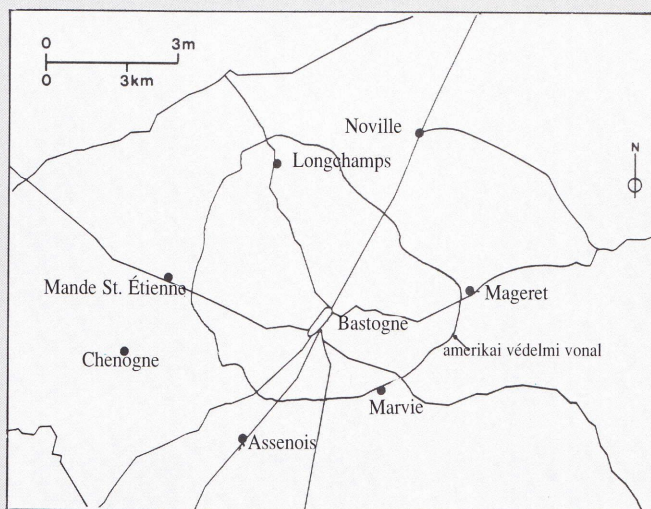 0 3m
0 3km
Noville
N
Longchamps
Mande St. Étienne
Mageret
Bastogne
amerikai védelmi vonal
Chenogne
Marvie
Assenois